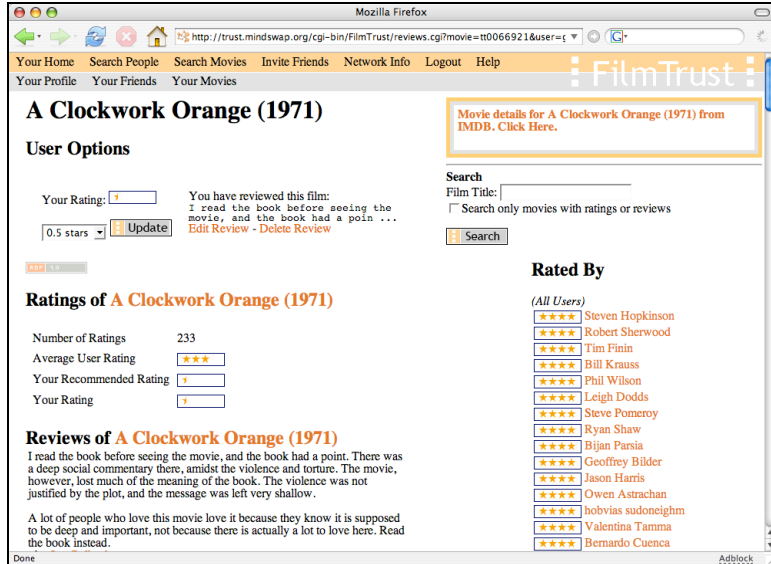 Mozilla Firefox
http://trust.mindswap.org/cgi-bin/FilmTrust/reviews.cgi?movie=tt0066921&user=g
G
Your Home Search People Search Movies Invite Friends Network Info Logout Help
Your Profile Your Friends Your Movies
FilmTrust
A Clockwork Orange (1971)
User Options
Your Rating:
0.5 stars Update
You have reviewed this film:
I read the book before seeing the
movie, and the book had a poin ...
Edit Review - Delete Review
Ratings of A Clockwork Orange (1971)
Number of Ratings 233
Average User Rating
Your Recommended Rating
Your Rating
Reviews of A Clockwork Orange (1971)
I read the book before seeing the movie, and the book had a point. There was
a deep social commentary there, amidst the violence and torture. The movie,
however, lost much of the meaning of the book. The violence was not
justified by the plot, and the message was left very shallow.
A lot of people who love this movie love it because they know it is supposed
to be deep and important, not because there is actually a lot to love here. Read
the book instead.
Movie details for A Clockwork Orange (1971) from
IMDB. Click Here.
Search
Film Title:
Search only movies with ratings or reviews
Search
Rated By
(All Users)
Steven Hopkinson
Robert Sherwood
Tim Finin
Bill Krauss
Phil Wilson
Leigh Dodds
Steve Pomeroy
Ryan Shaw
Bijan Parsia
Geoffrey Bilder
Jason Harris
Owen Astrachan
hobvias sudoneighm
Valentina Tamma
Bernardo Cuenca
Done
Adblock